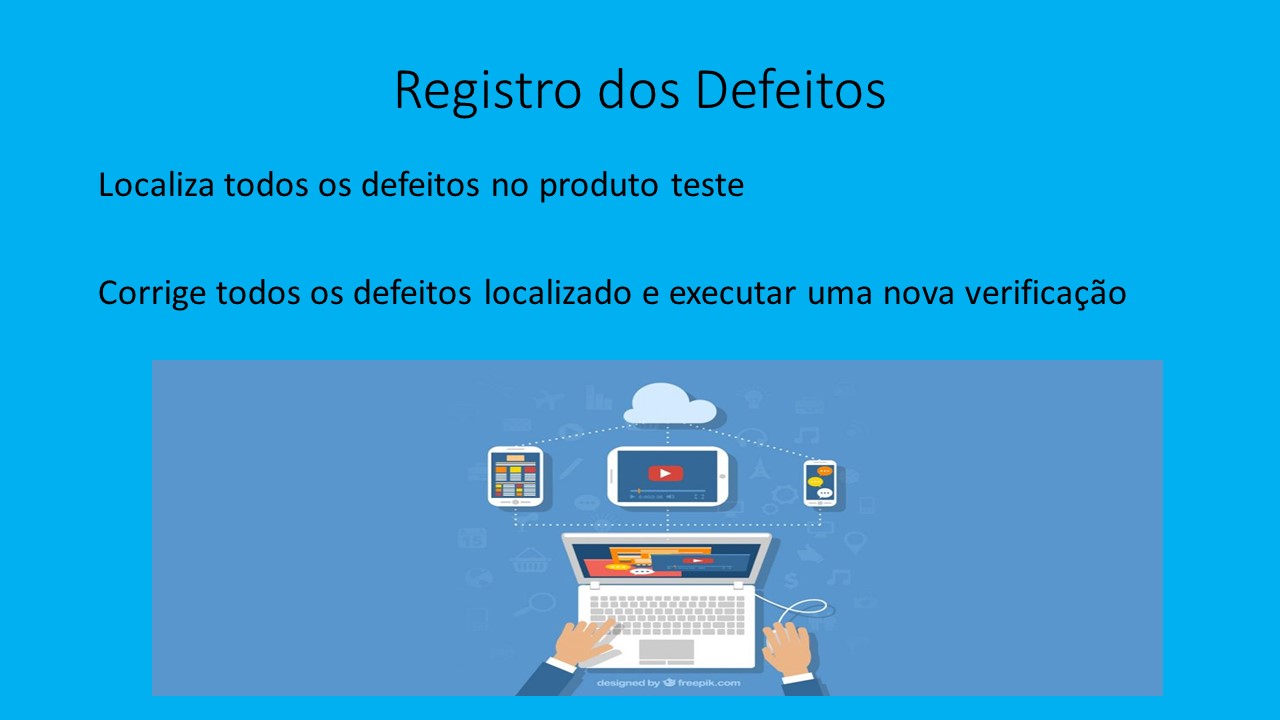 Registro dos Defeitos
Localiza todos os defeitos no produto teste
Corrige todos os defeitos localizado e executar uma nova verificação
designed by freepik.com